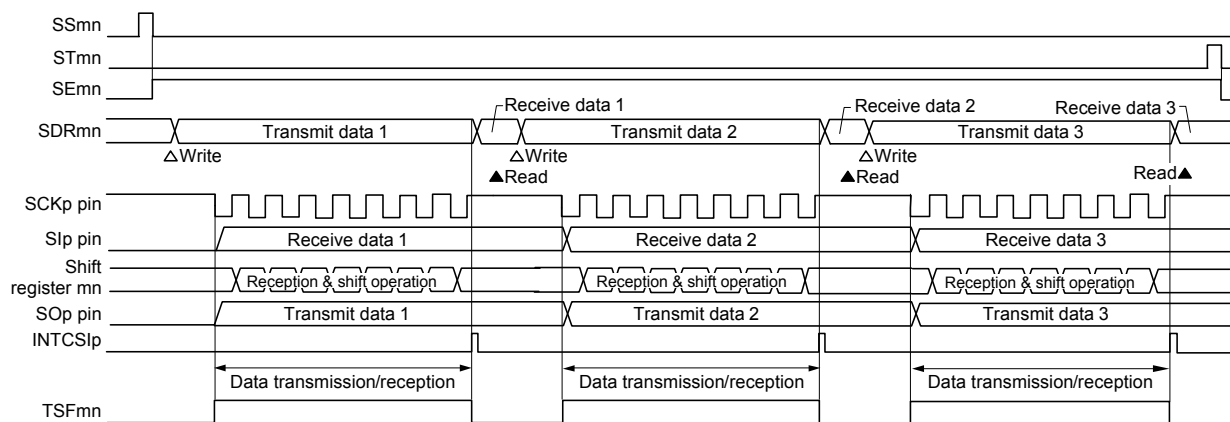 SSmn
STmn
SEmn
Receive data 1
Receive data 2
Receive data 3
SDRmn
Transmit data 1
Transmit data 2
Transmit data 3
△Write
△Write
△Write
▲Read
▲Read
Read▲
SCKp pin
SIp pin
Receive data 1
Receive data 2
Receive data 3
Shift
register mn
Reception & shift operation
Reception & shift operation
Reception & shift operation
SOp pin
Transmit data 1
Transmit data 2
Transmit data 3
INTCSIp
Data transmission/reception
Data transmission/reception
Data transmission/reception
TSFmn